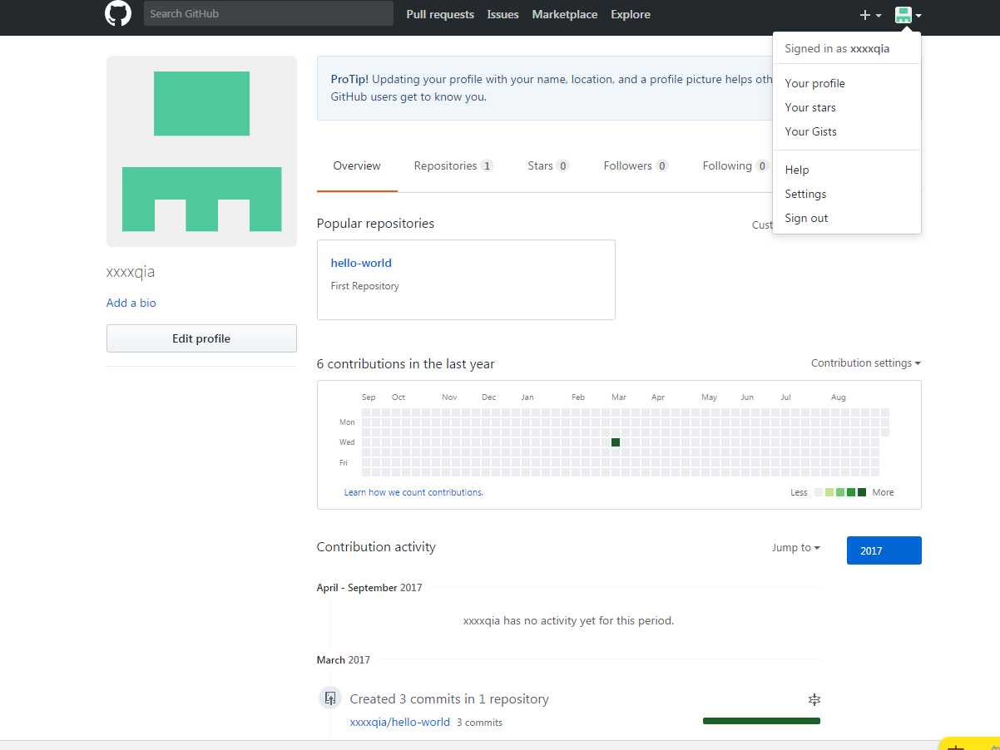 Search GitHub
Pull requests
Issues
Marketplace
Explore
Signed in as xxxxqia
Your profile
Your stars
Your Gists
Help
Settings
Sign out
ProTip! Updating your profile with your name, location, and a profile picture helps
GitHub users get to know you.
Overview
Repositories 1
Stars 0
Followers 0
Following 0
xxxxqia
Add a bio
Edit profile
Popular repositories
hello-world
First Repository
6 contributions in the last year
Contribution settings
Sep Oct Nov Dec Jan Feb Mar Apr May Jun Jul Aug
Mon
Wed
Fri
Learn how we count contributions.
Less
More
Contribution activity
Jump to
2017
April - September 2017
xxxxqia has no activity yet for this period.
March 2017
Created 3 commits in 1 repository
xxxxqia/hello-world 3 commits